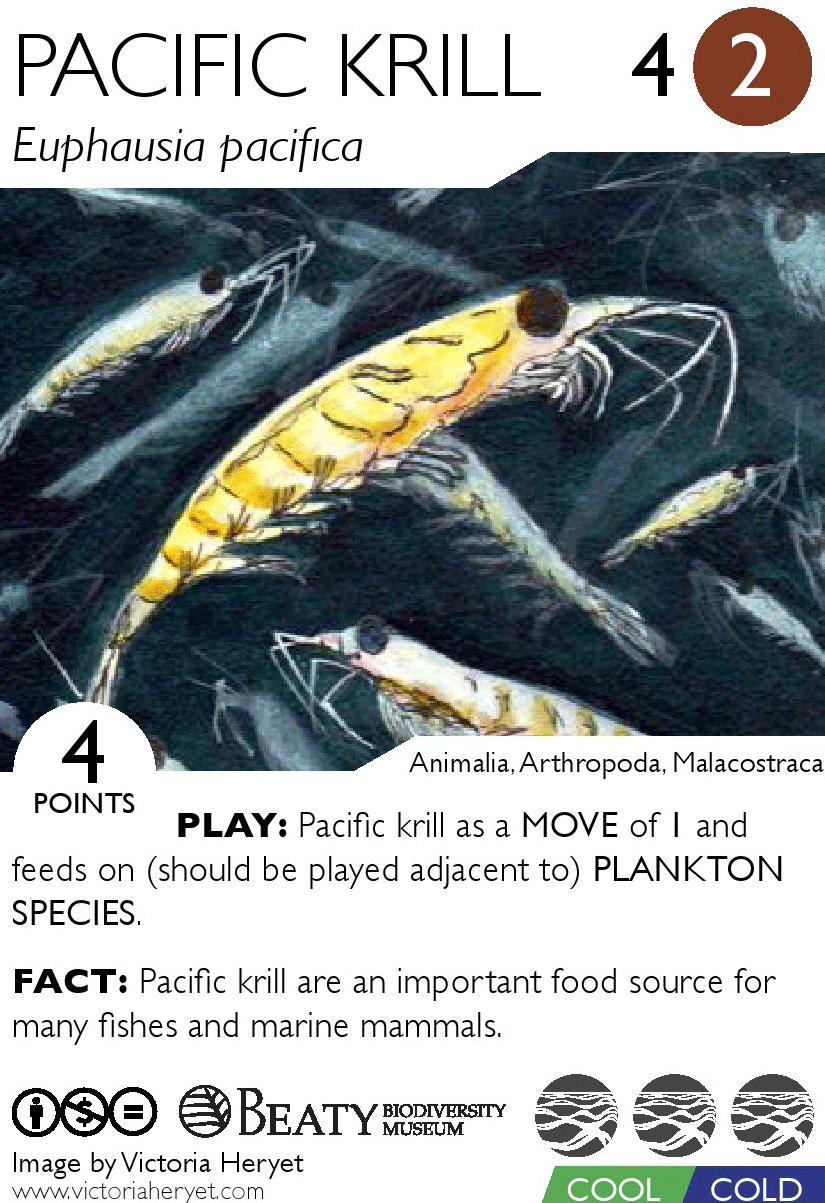 PACIFIC KRILL 4 2
Euphausia pacifica
4
POINTS
Animalia, Arthropoda, Malacostraca
PLAY: Pacific krill as a MOVE of 1 and
feeds on (should be played adjacent to) PLANKTON
SPECIES.
FACT: Pacific krill are an important food source for
many fishes and marine mammals.
BEATY BIODIVERSITY
MUSEUM
Image by Victoria Heryet
www.victoriaheryet.com
COOL COLD